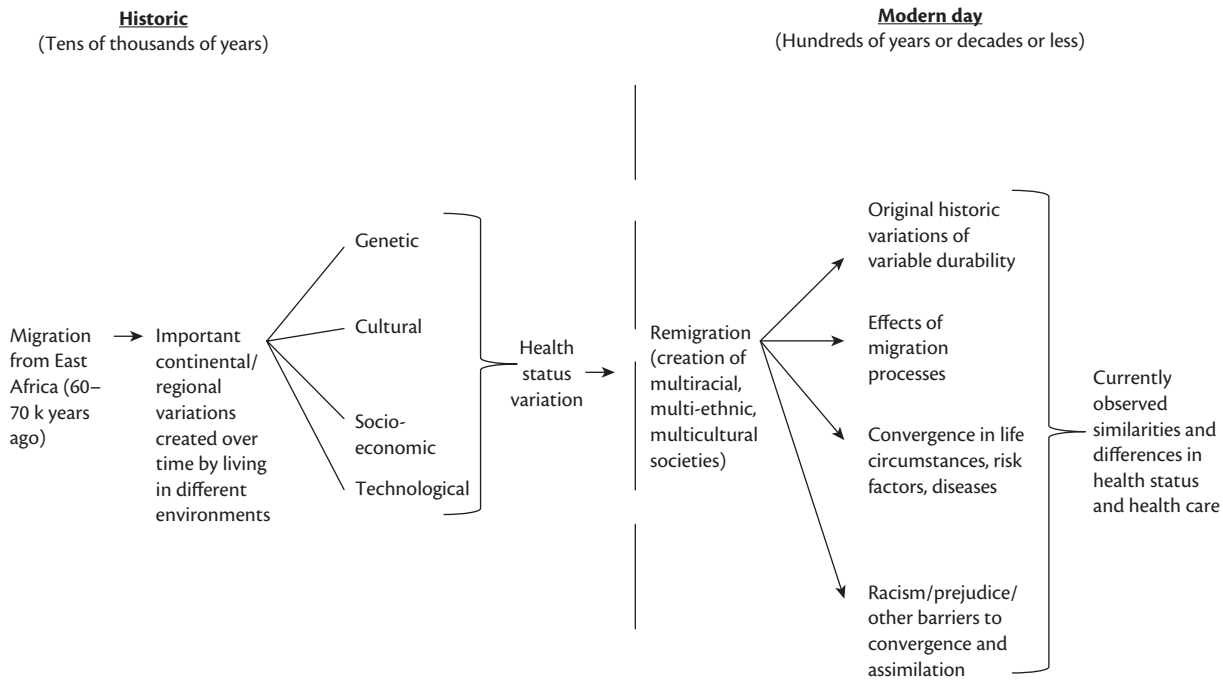 Historic
(Tens of thousands of years)
Modern day
(Hundreds of years or decades or less)
Migration
from East
Africa (60–
70 k years
ago)
Important
continental/
regional
variations
created over
time by living
in different
environments
Genetic
Cultural
Socio-
economic
Technological
Health
status
variation
Remigration
(creation of
multiracial,
multi-ethnic,
multicultural
societies)
Original historic
variations of
variable durability
Effects of
migration
processes
Convergence in life
circumstances, risk
factors, diseases
Racism/prejudice/
other barriers to
convergence and
assimilation
Currently
observed
similarities and
differences in
health status
and health care